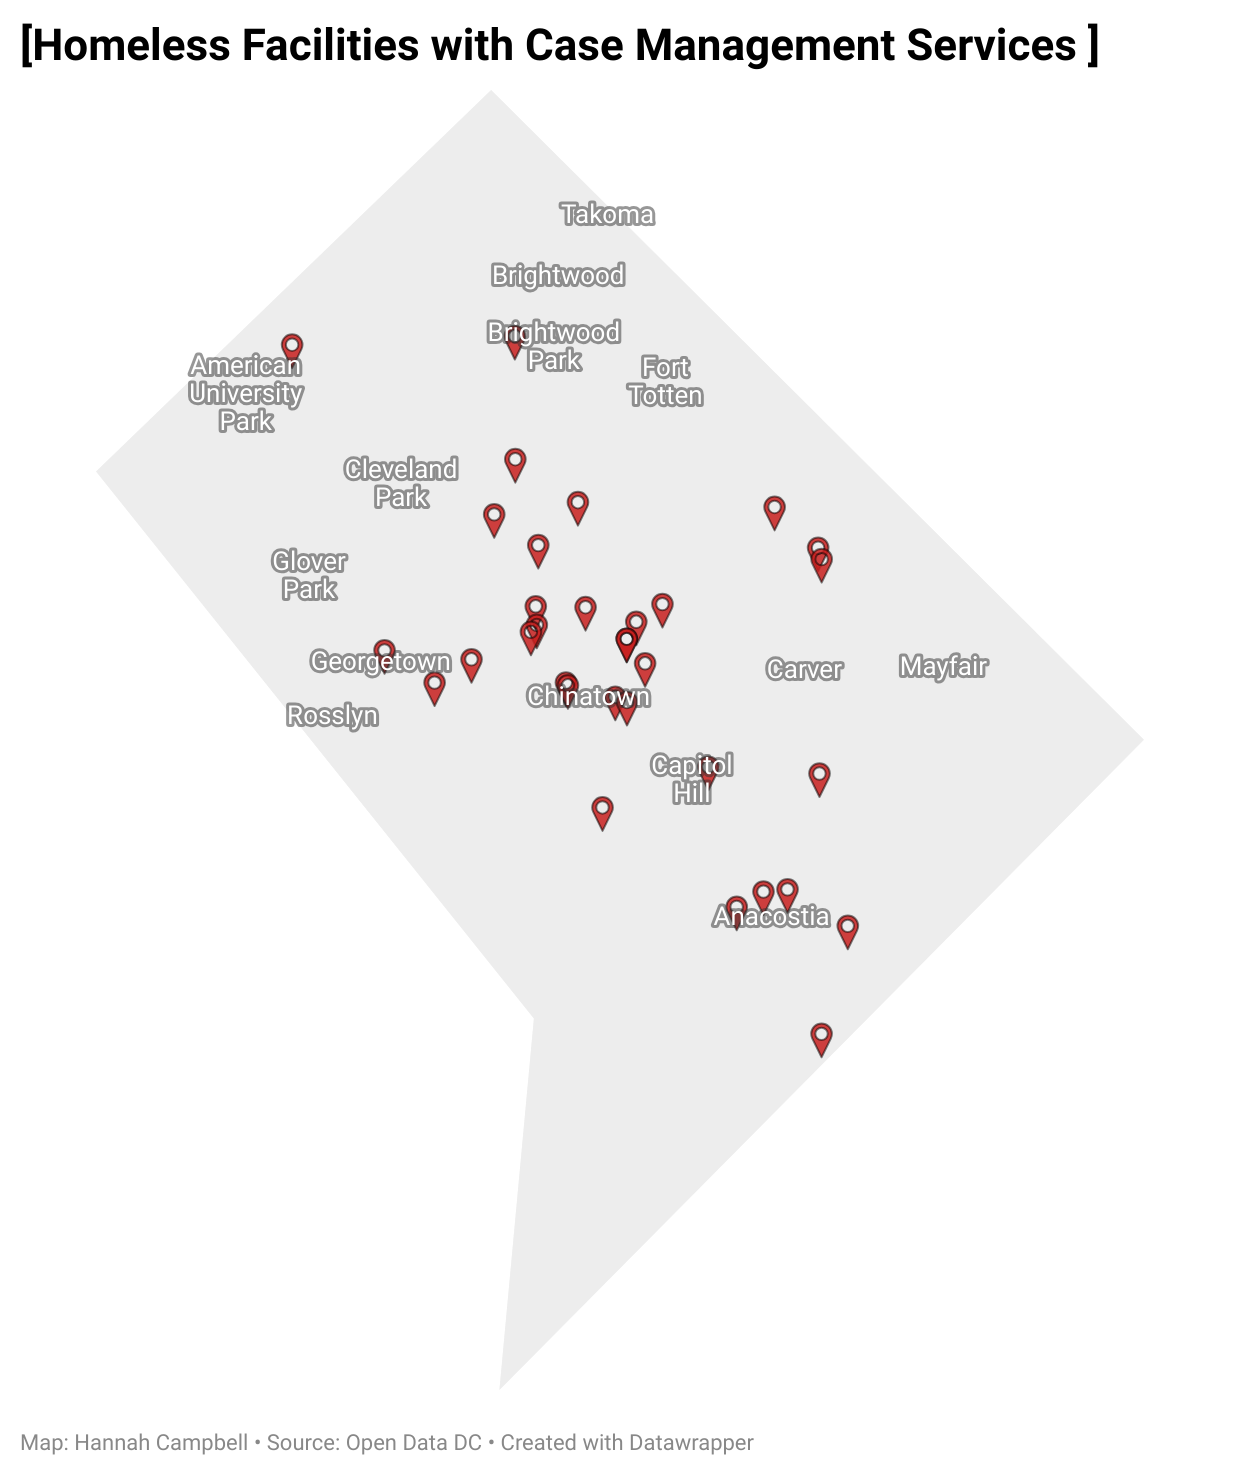 [Homeless Facilities with Case Management Services ]
Takoma
Brightwood
Brightwood
Park
American
University
Park
Fort
Totten
Cleveland
Park
Glover
Park
Georgetown
Carver
Mayfair
Chinatown
Rosslyn
Capitol
Hill
Anacostia
Map: Hannah Campbell • Source: Open Data DC • Created with Datawrapper